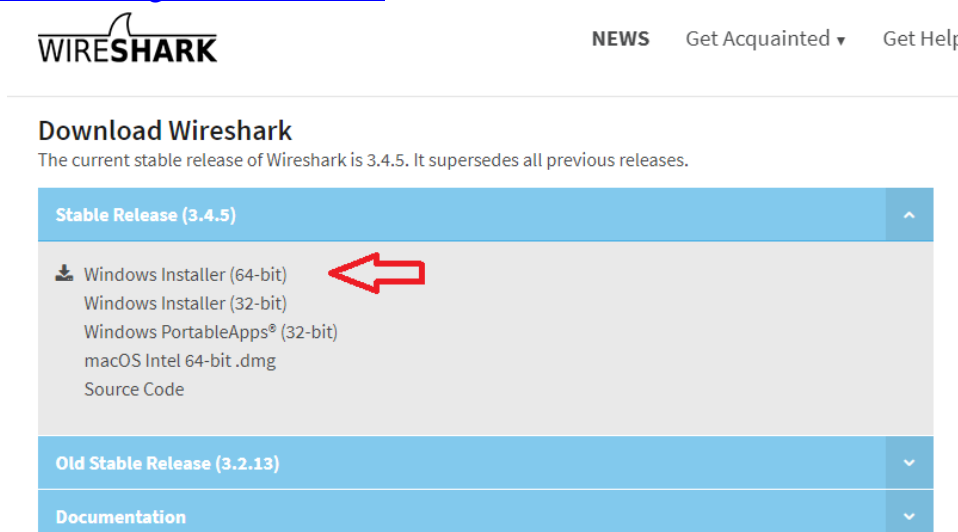 WIRESHARK
NEWS Get Acquainted ▾ Get Help
Download Wireshark
The current stable release of Wireshark is 3.4.5. It supersedes all previous releases.
Stable Release (3.4.5)
Windows Installer (64-bit)
Windows Installer (32-bit)
Windows PortableApps® (32-bit)
macOS Intel 64-bit .dmg
Source Code
Old Stable Release (3.2.13)
Documentation